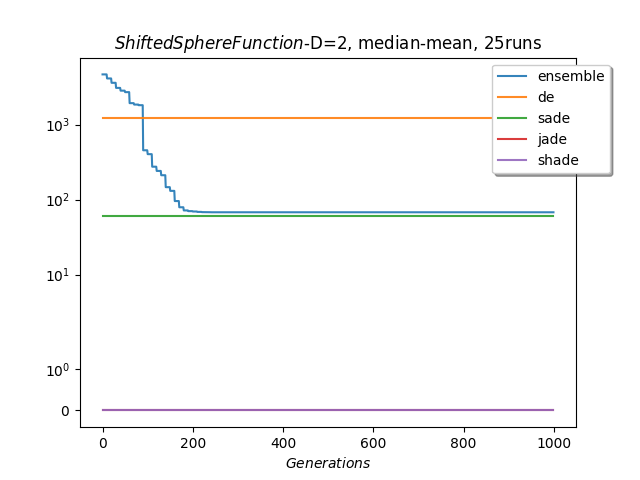 ShiftedSphereFunction-D=2, median-mean, 25runs
ensemble
de
sade
jade
shade
10³
10²
10¹
10⁰
0
0 200 400 600 800 1000
Generations